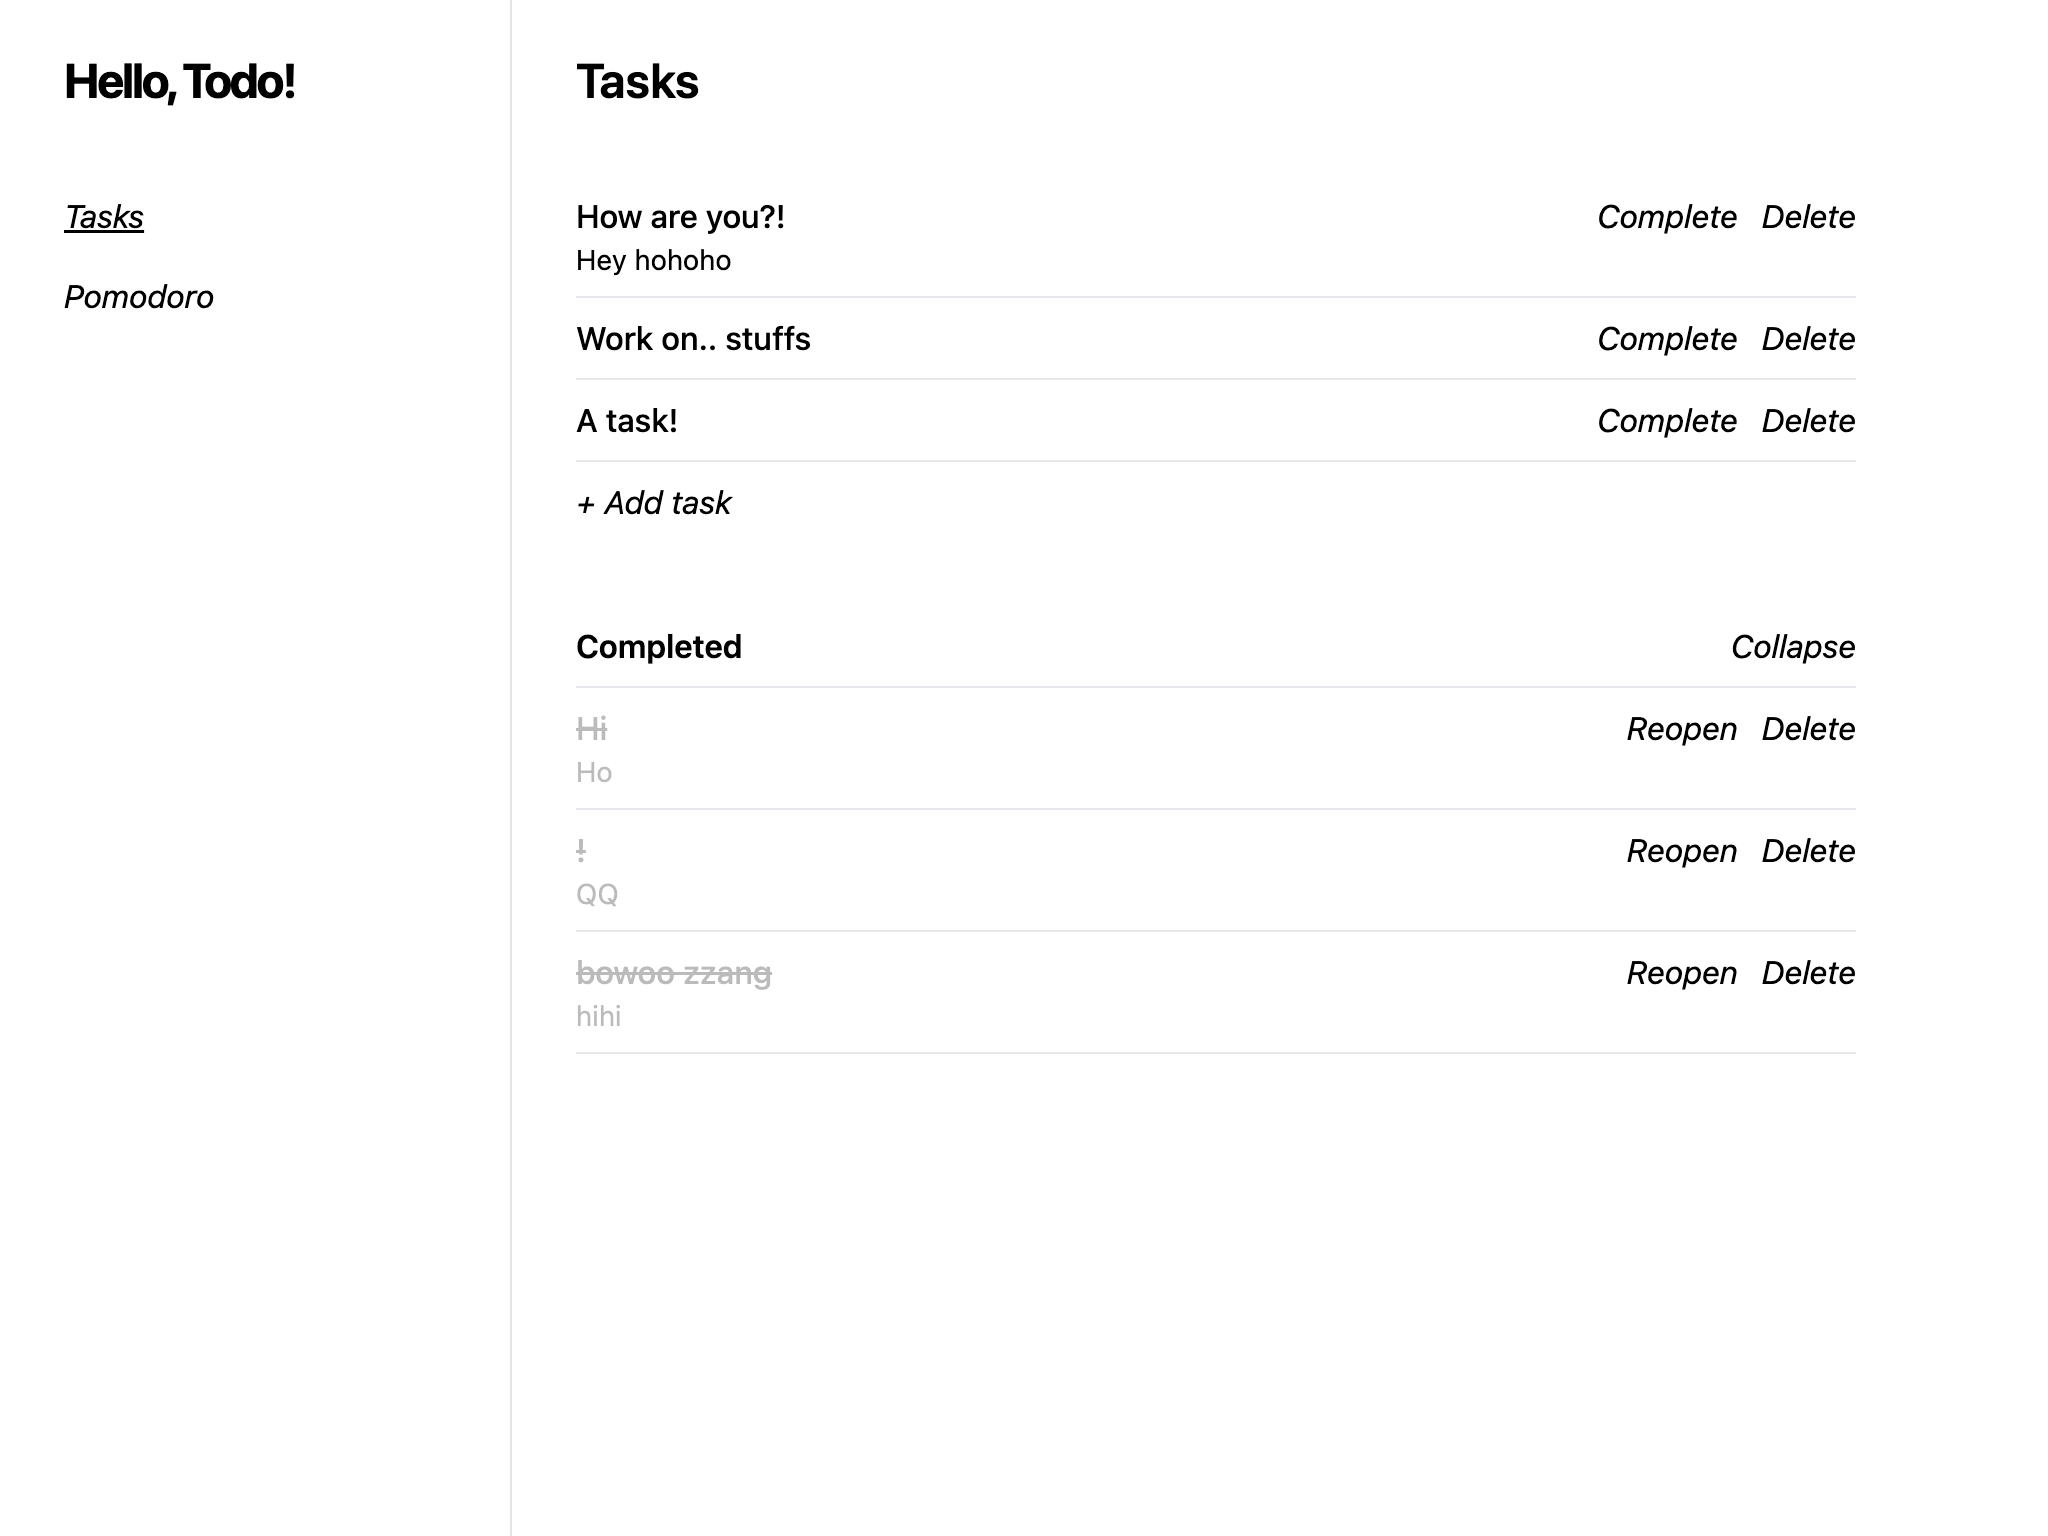 Hello, Todo!
Tasks
Pomodoro
Tasks
How are you?! Complete Delete
Hey hohoho
Work on.. stuffs Complete Delete
A task! Complete Delete
+ Add task
Completed Collapse
Hi Reopen Delete
Ho
! Reopen Delete
QQ
bowoo zzang Reopen Delete
hihi